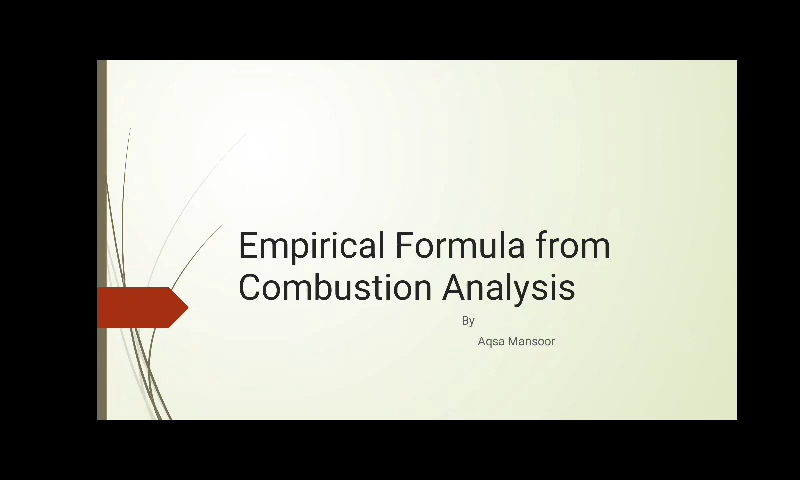 Empirical Formula from
Combustion Analysis
By
Aqsa Mansoor